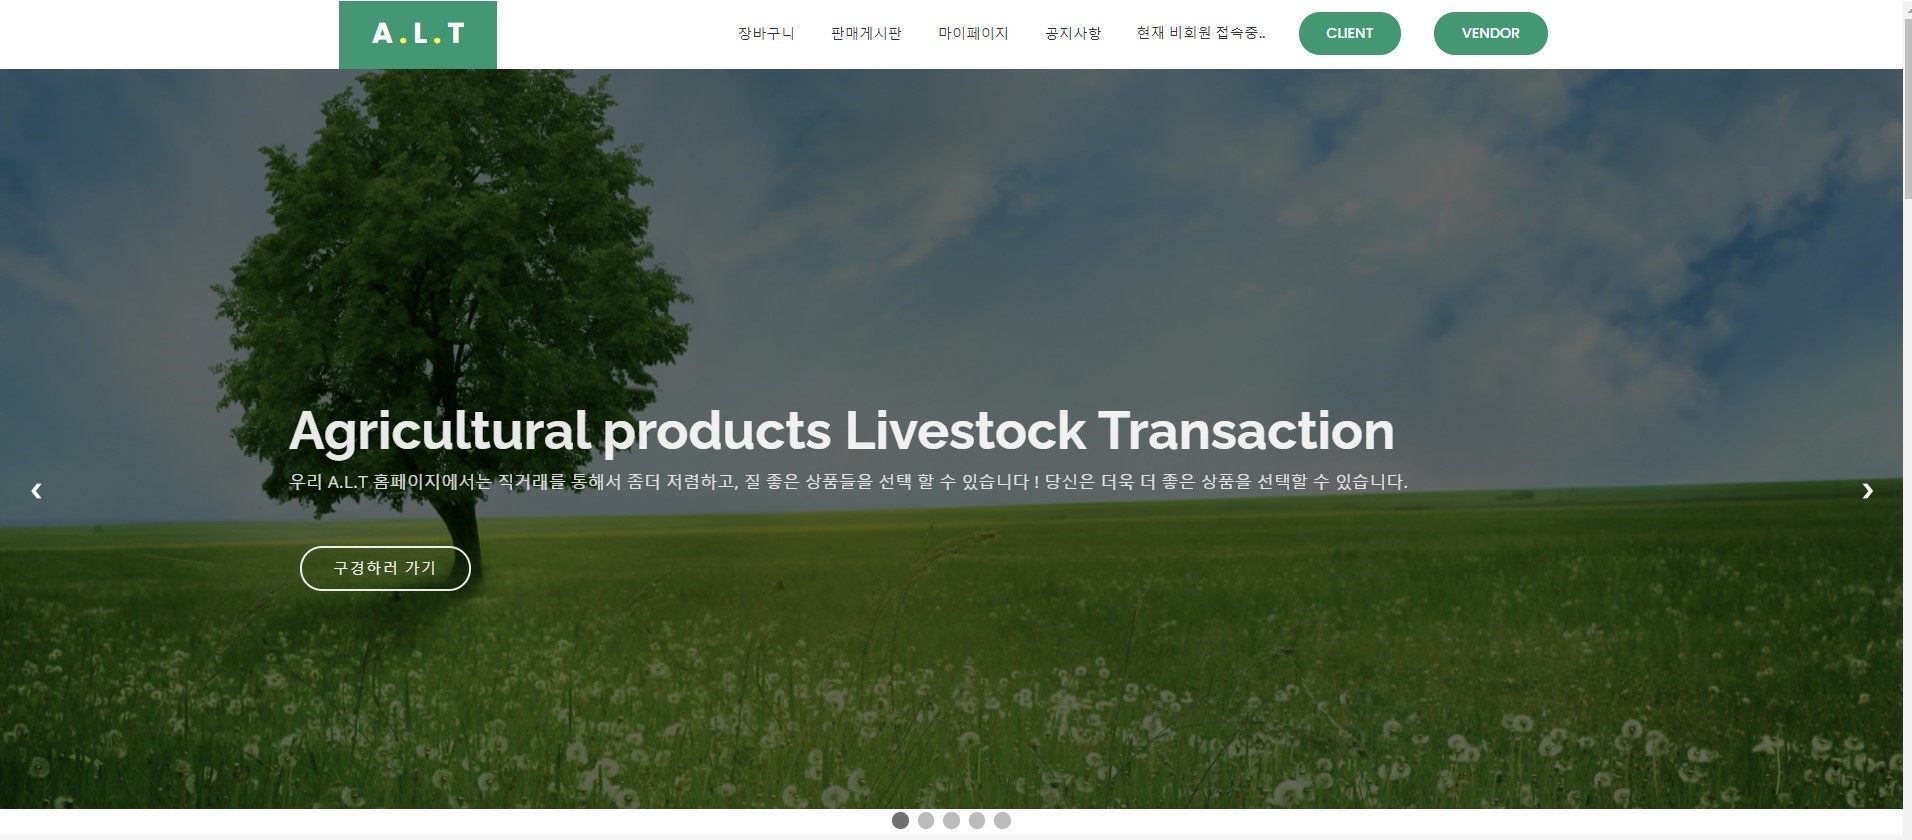 A.L.T
장바구니
판매게시판
마이페이지
공지사항
현재 비회원 접속중..
CLIENT
VENDOR
Agricultural products Livestock Transaction
우리 A.L.T 홈페이지에서는 직거래를 통해서 좀더 저렴하고, 질 좋은 상품들을 선택 할 수 있습니다 ! 당신은 더욱 더 좋은 상품을 선택할 수 있습니다.
구경하러 가기